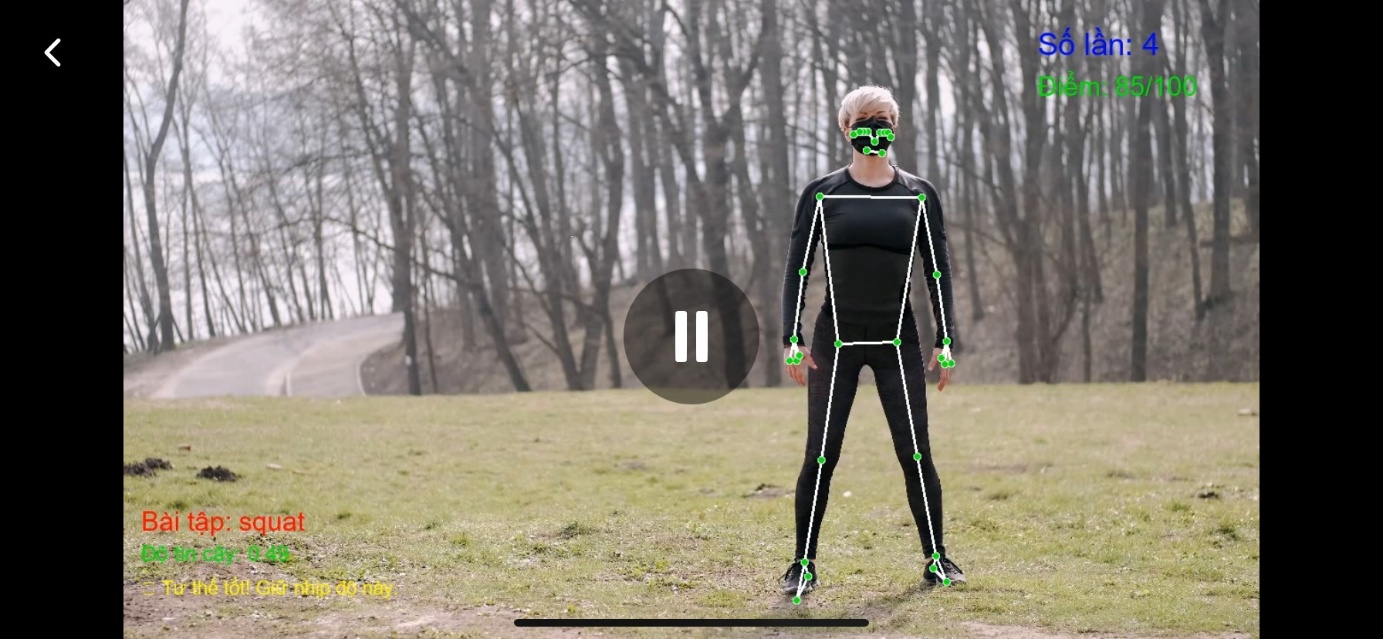 Số lần: 4
Điểm: 85/100
Bài tập: squat
Độ tin cậy: 0.49
Tư thế tốt! Giữ nhịp độ này